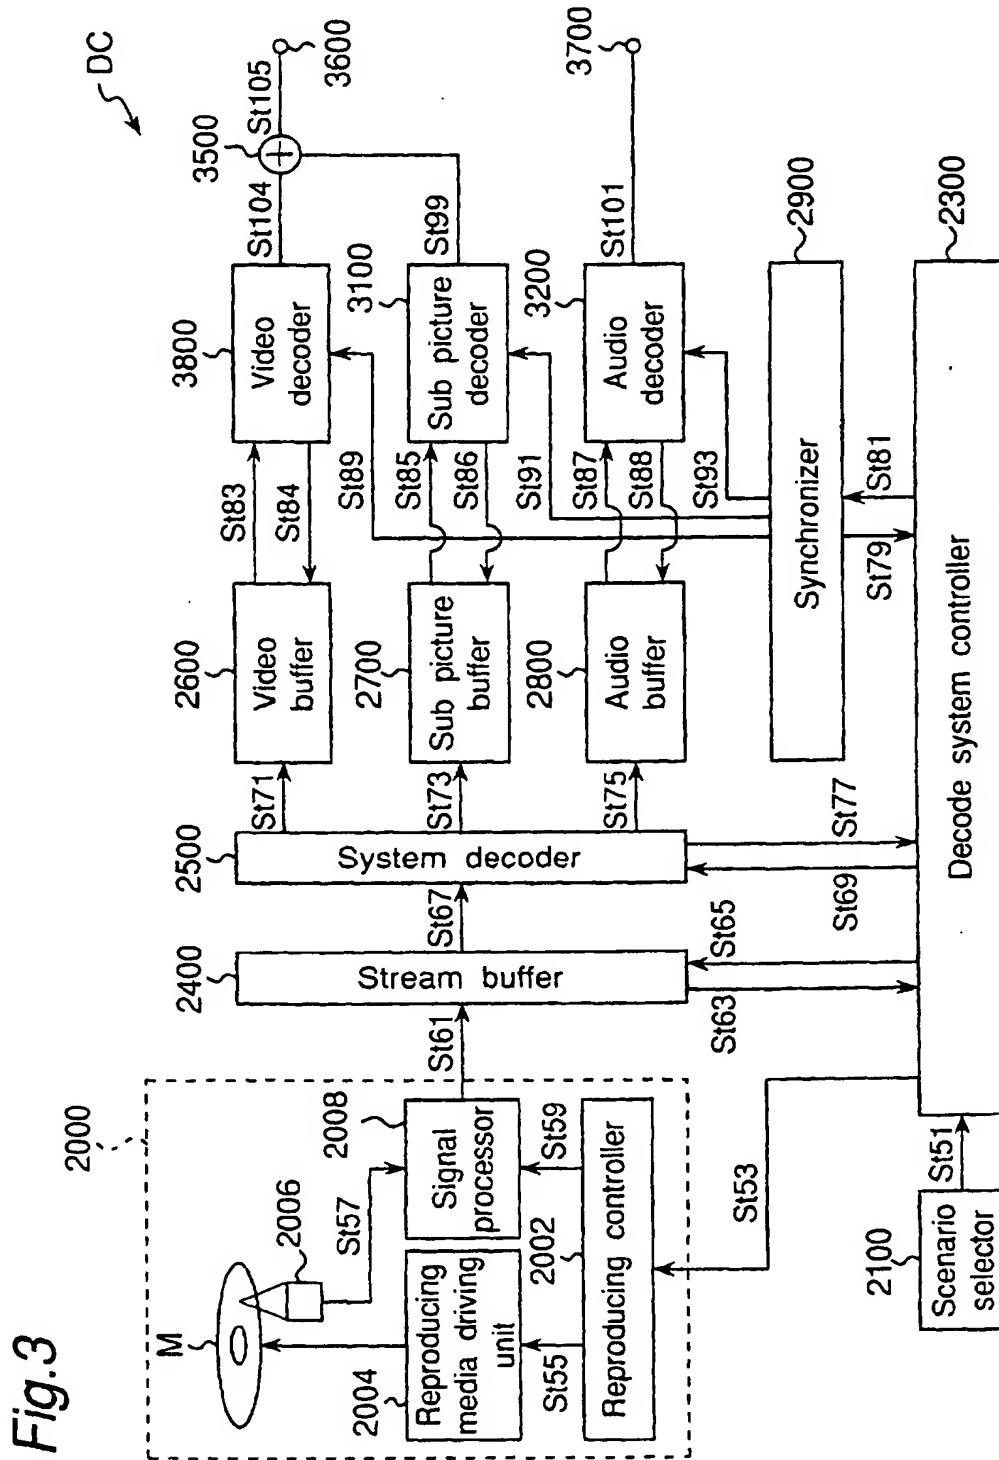 Fig.3
DC
2000
M
2006
St57
2004
Reproducing
media driving
unit
2008
Signal
processor
St55
2002
St59
Reproducing controller
St53
2100
Scenario
selector
St51
St61
2400
Stream buffer
St63
St65
St67
2500
System decoder
St69
St77
St71
St73
St75
2600
Video
buffer
2700
Sub picture
buffer
2800
Audio
buffer
St83
St84
St89
St85
St86
St91
St87
St88
St93
3800
Video
decoder
3100
Sub picture
decoder
3200
Audio
decoder
St104
3500
St105
3600
St99
St101
3700
Synchronizer
2900
St79
St81
Decode system controller
2300